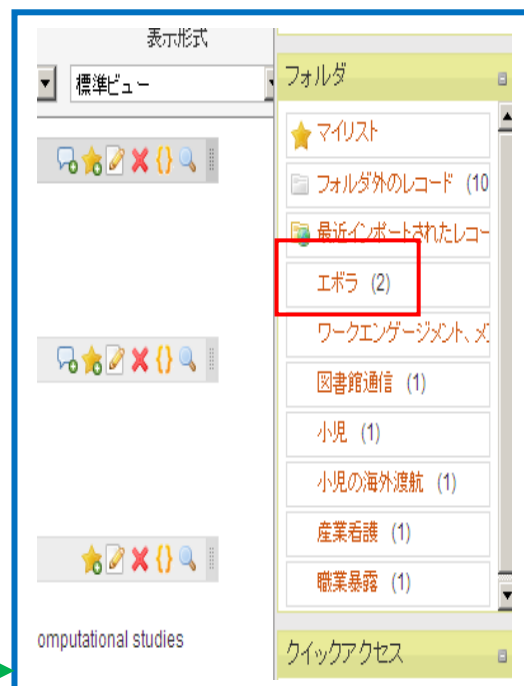 表示形式
標準ビュー
omputational studies
フォルダ
マイリスト
フォルダ外のレコード (10
最近インポートされたレコー
エボラ (2)
ワークエンゲージメント、メ
図書館通信 (1)
小児 (1)
小児の海外渡航 (1)
産業看護 (1)
職業暴露 (1)
クイックアクセス